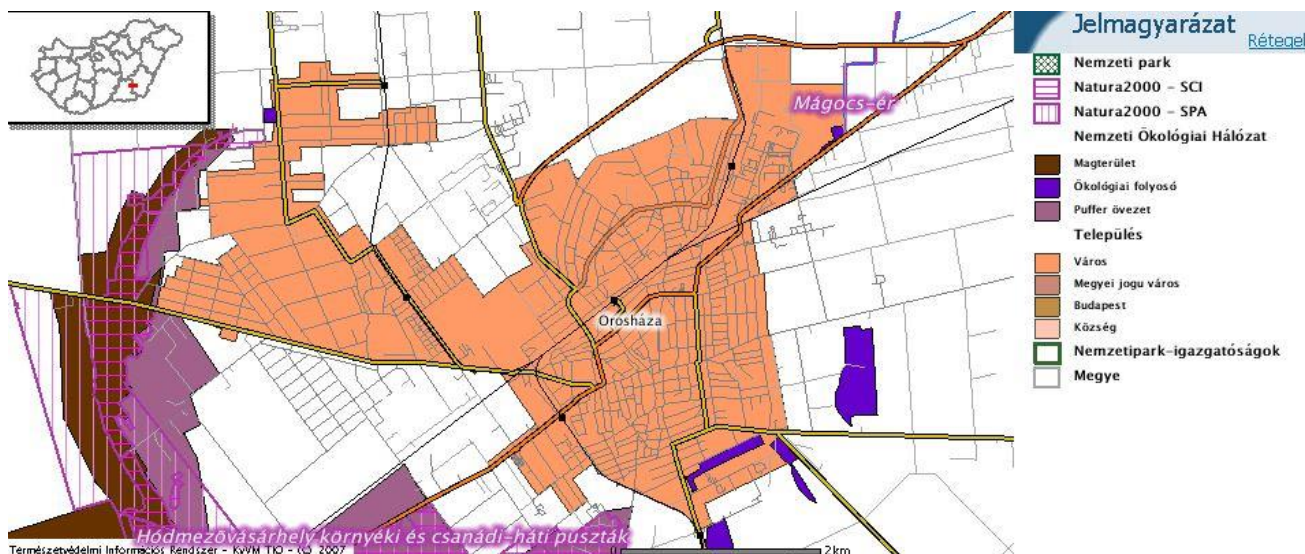 Jelmagyarázat
Rétegek
Nemzeti park
Natura2000 - SCI
Natura2000 - SPA
Nemzeti Ökológiai Hálózat
Magterület
Ökológiai folyosó
Puffer övezet
Település
Város
Megyei jogu város
Budapest
Község
Nemzetipark-igazgatóságok
Megye
Mágocs-ér
Orosháza
Hódmezővásárhely környéki és csanádi-háti puszták
Természetvédelmi Információs Rendszer - KvVM TIO - (C) 2007
0 2km